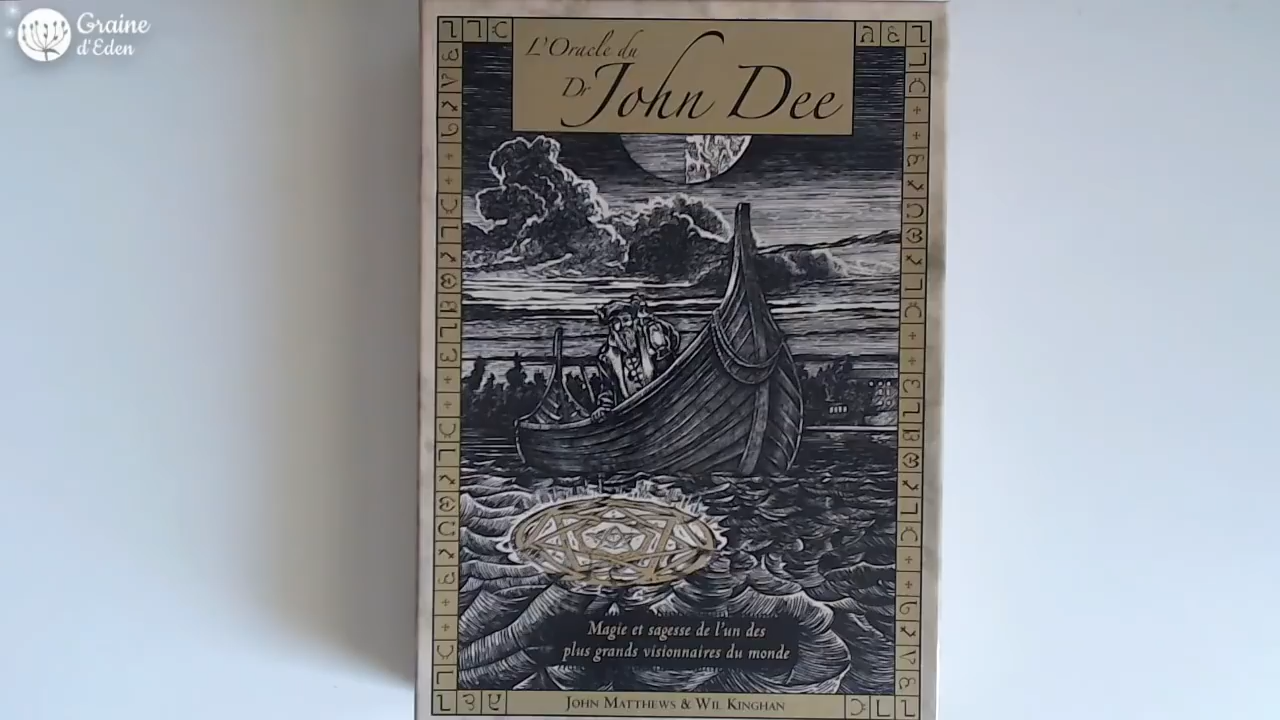 Graine
d'Eden
L'Oracle du
Dr John Dee
Magie et sagesse de l'un des
plus grands visionnaires du monde
John Matthews & Wil Kinghan